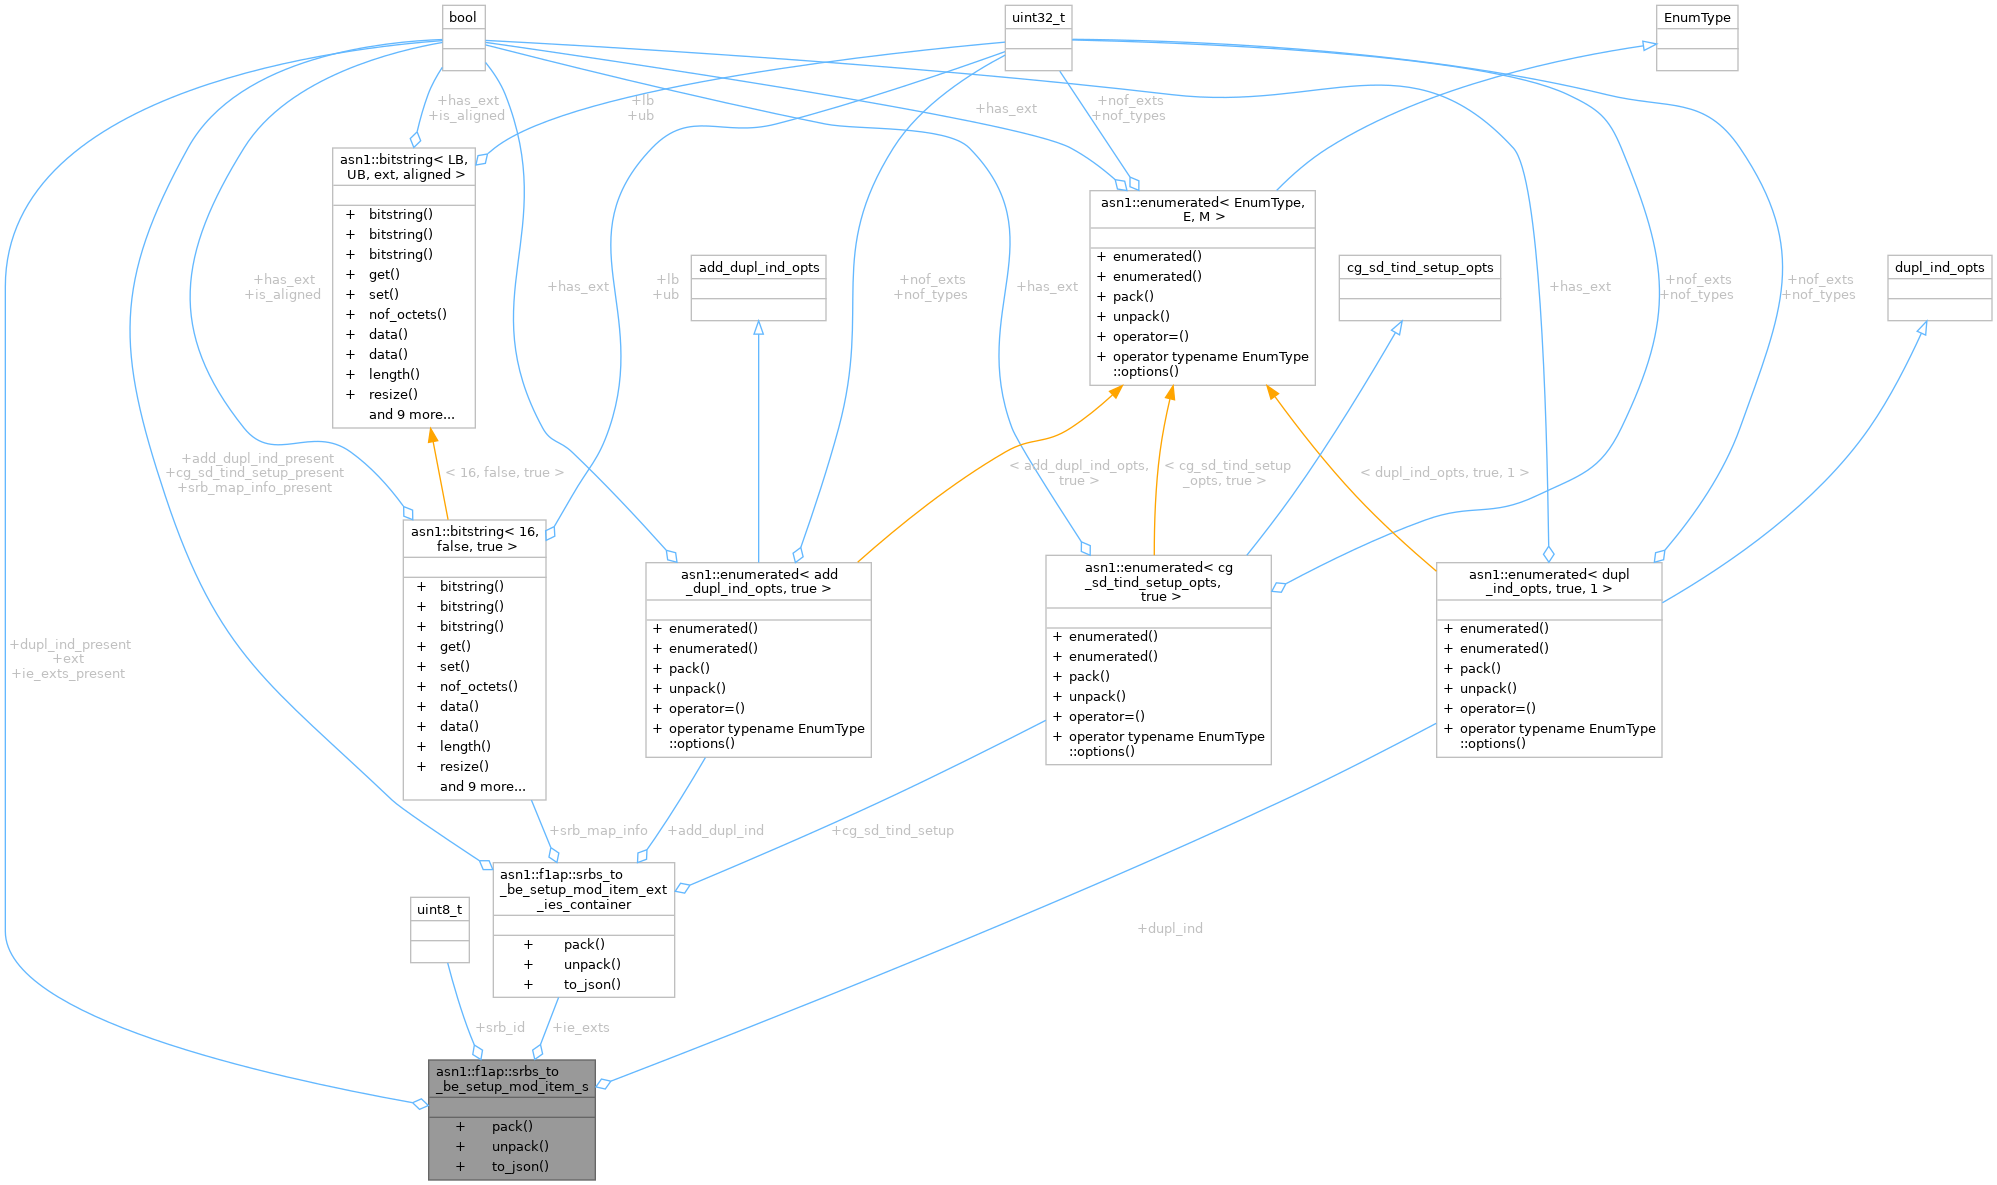 bool
uint32_t
EnumType
+has_ext
+is_aligned
+lb
+ub
+has_ext
+nof_exts
+nof_types
asn1::bitstring< LB,
UB, ext, aligned >
+ bitstring()
+ bitstring()
+ bitstring()
+ get()
+ set()
+ nof_octets()
+ data()
+ data()
+ length()
+ resize()
and 9 more...
asn1::enumerated< EnumType,
E, M >
+ enumerated()
+ enumerated()
+ pack()
+ unpack()
+ operator=()
+ operator typename EnumType
::options()
add_dupl_ind_opts
cg_sd_tind_setup_opts
dupl_ind_opts
+has_ext
+is_aligned
+has_ext
+lb
+ub
+nof_exts
+nof_types
+has_ext
+has_ext
+nof_exts
+nof_types
+nof_exts
+nof_types
+add_dupl_ind_present
+cg_sd_tind_setup_present
+srb_map_info_present
< 16, false, true >
< add_dupl_ind_opts,
true >
< cg_sd_tind_setup
_opts, true >
< dupl_ind_opts, true, 1 >
asn1::bitstring< 16,
false, true >
+ bitstring()
+ bitstring()
+ bitstring()
+ get()
+ set()
+ nof_octets()
+ data()
+ data()
+ length()
+ resize()
and 9 more...
asn1::enumerated< add
_dupl_ind_opts, true >
+ enumerated()
+ enumerated()
+ pack()
+ unpack()
+ operator=()
+ operator typename EnumType
::options()
asn1::enumerated< cg
_sd_tind_setup_opts,
true >
+ enumerated()
+ enumerated()
+ pack()
+ unpack()
+ operator=()
+ operator typename EnumType
::options()
asn1::enumerated< dupl
_ind_opts, true, 1 >
+ enumerated()
+ enumerated()
+ pack()
+ unpack()
+ operator=()
+ operator typename EnumType
::options()
+dupl_ind_present
+ext
+ie_exts_present
+srb_map_info
+add_dupl_ind
+cg_sd_tind_setup
+dupl_ind
uint8_t
asn1::f1ap::srbs_to
_be_setup_mod_item_ext
_ies_container
+ pack()
+ unpack()
+ to_json()
+srb_id
+ie_exts
asn1::f1ap::srbs_to
_be_setup_mod_item_s
+ pack()
+ unpack()
+ to_json()